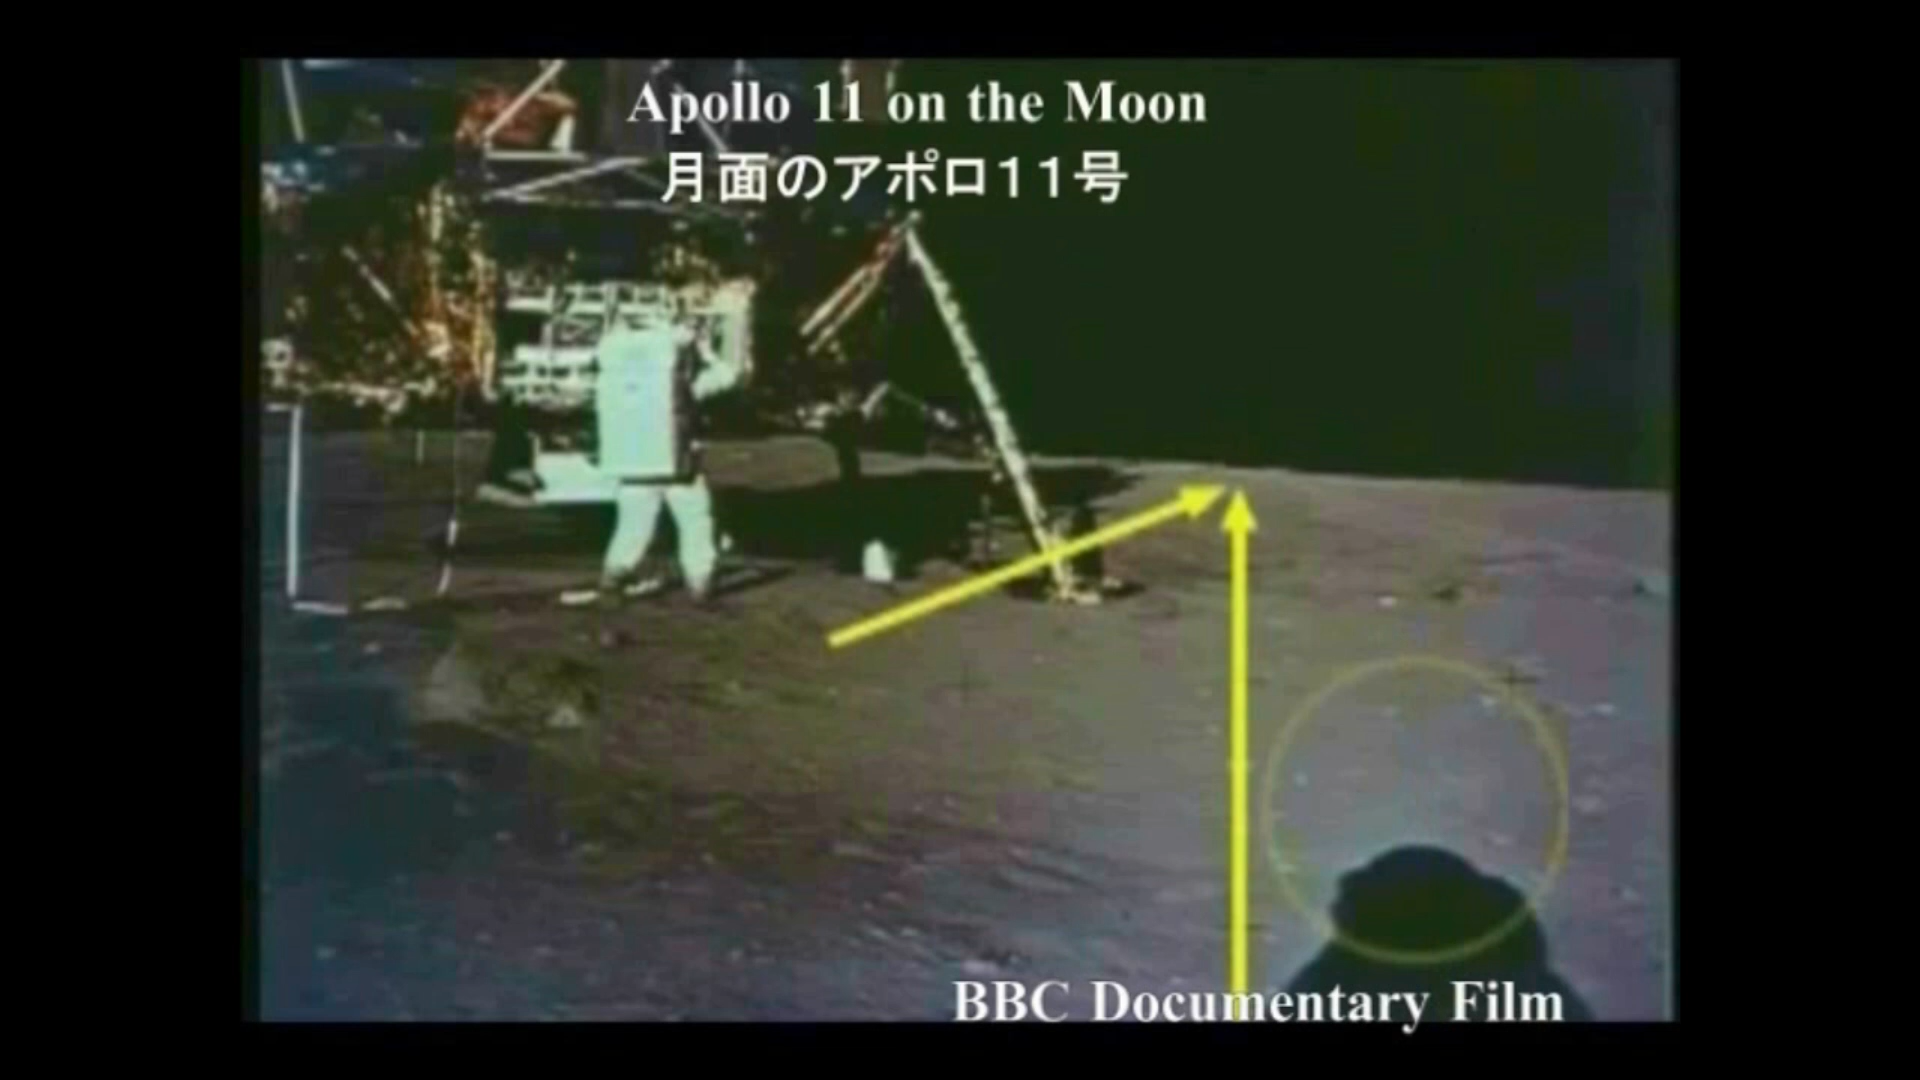 Apollo 11 on the Moon
月面のアポロ１１号
BBC Documentary Film